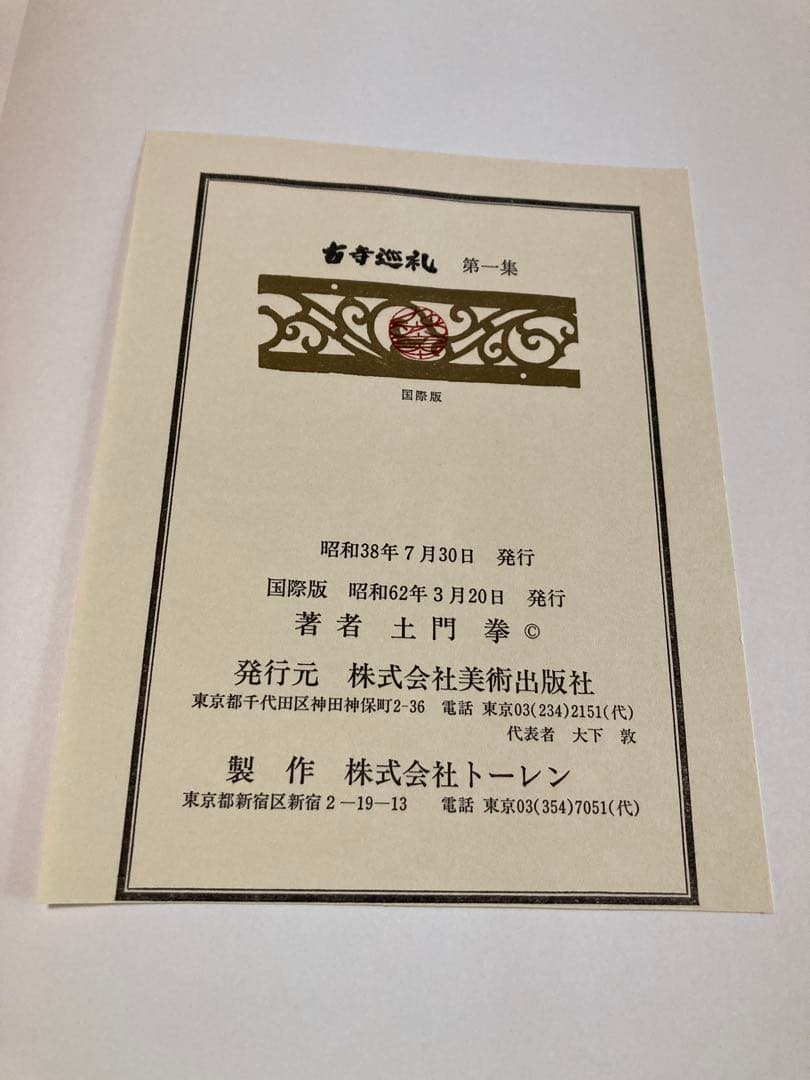 古寺巡礼　第一集
国際版
昭和38年7月30日　発行
国際版　昭和62年3月20日　発行
著者　土門　拳 ©
発行元　株式会社美術出版社
東京都千代田区神田神保町2-36　電話 東京03(234)2151(代)
代表者　大下　敦
製作　株式会社トーレン
東京都新宿区新宿2―19―13　電話 東京03(354)7051(代)